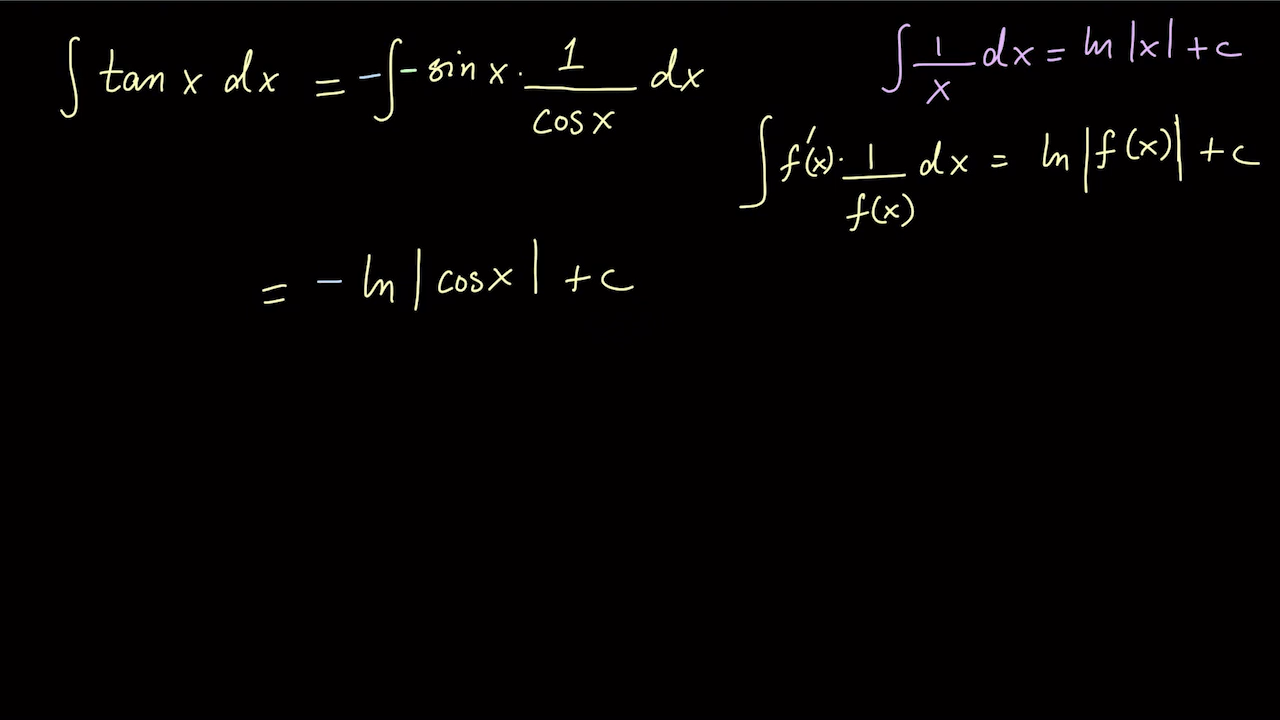 ∫ tan x dx = -∫ -sin x · 1/cos x dx
∫ 1/x dx = ln |x| + c
∫ f'(x) · 1/f(x) dx = ln |f(x)| + c
= - ln |cos x| + c